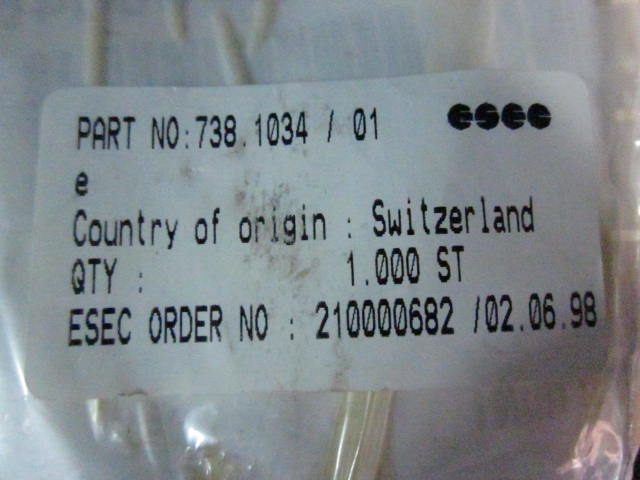 esec
PART NO:738.1034 / 01
e
Country of origin : Switzerland
QTY : 1.000 ST
ESEC ORDER NO : 210000682 /02.06.98